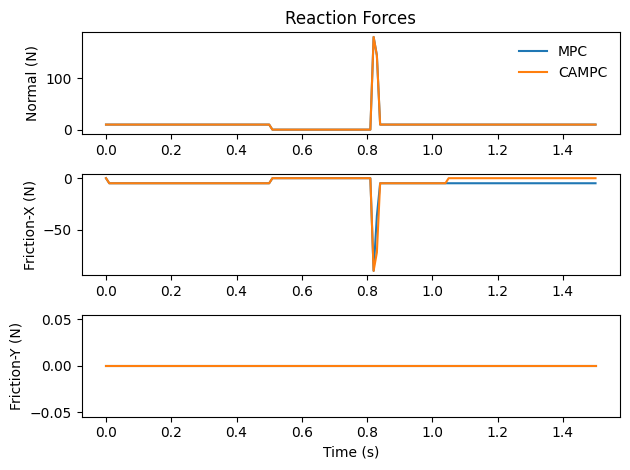 Reaction Forces
Normal (N)
100
0
MPC
CAMPC
0.0 0.2 0.4 0.6 0.8 1.0 1.2 1.4
Friction-X (N)
0
−50
0.0 0.2 0.4 0.6 0.8 1.0 1.2 1.4
Friction-Y (N)
0.05
0.00
−0.05
0.0 0.2 0.4 0.6 0.8 1.0 1.2 1.4
Time (s)